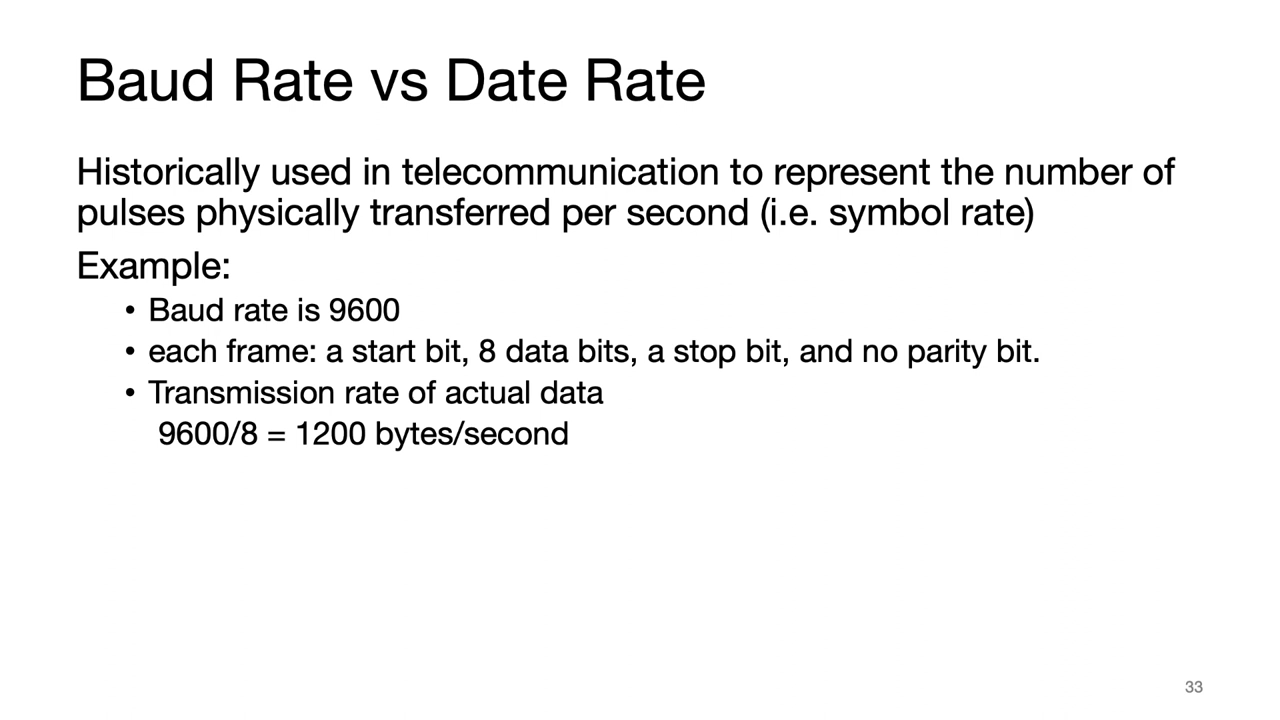 Baud Rate vs Date Rate
Historically used in telecommunication to represent the number of
pulses physically transferred per second (i.e. symbol rate)
Example:
• Baud rate is 9600
• each frame: a start bit, 8 data bits, a stop bit, and no parity bit.
• Transmission rate of actual data
9600/8 = 1200 bytes/second
33